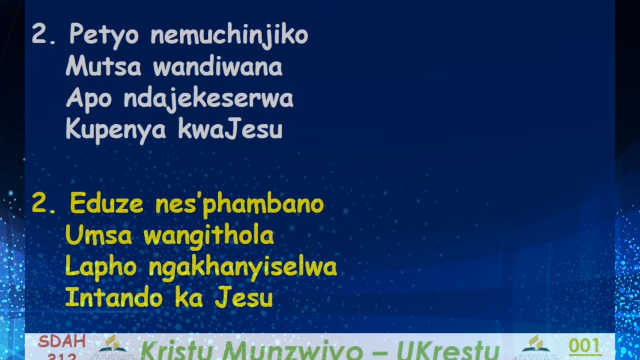 2. Petyo nemuchinjiko
Mutsa wandiwana
Apo ndajekeserwa
Kupenya kwaJesu
2. Eduze nes’phambano
Umsa wangithola
Lapho ngakhanyiselwa
Intando ka Jesu
SDAH
312
Kristu Munzwivo – UKrestu
001